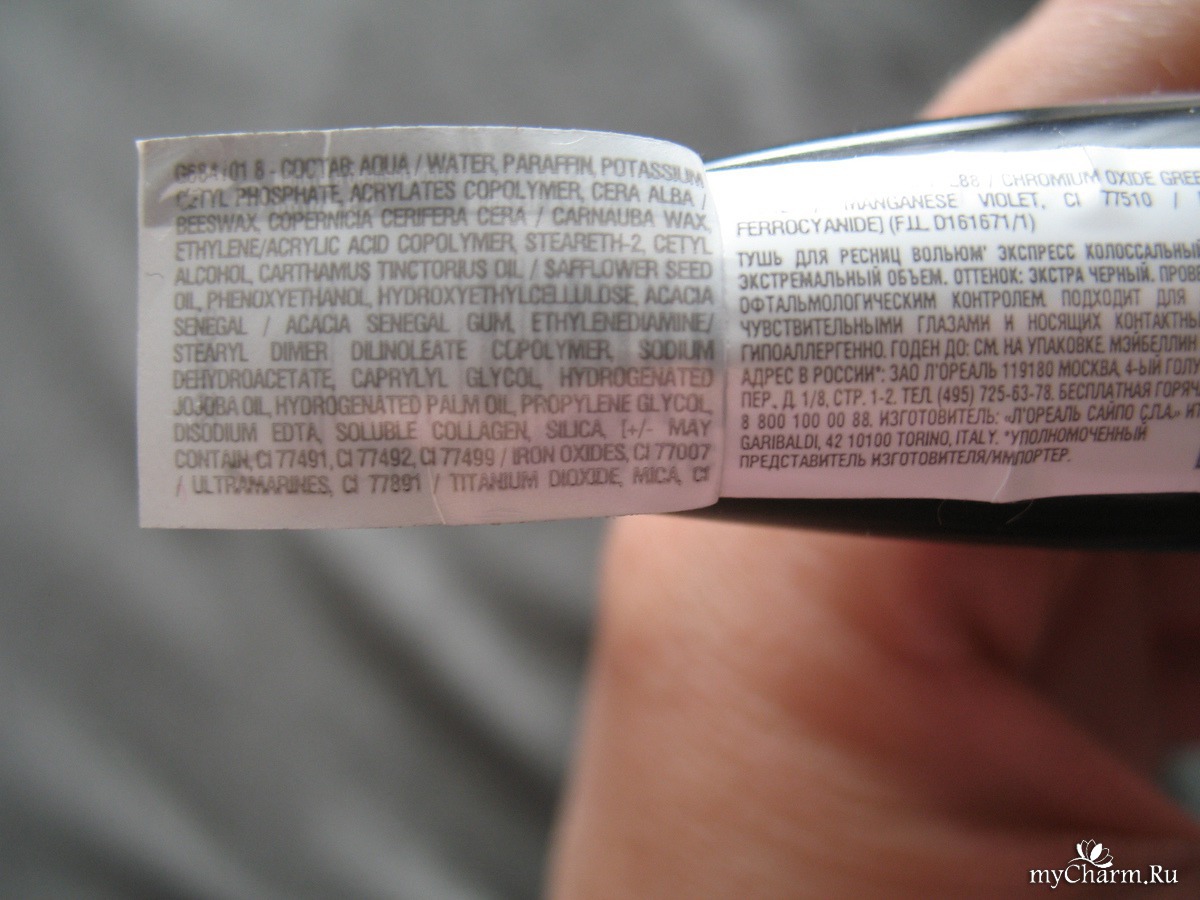 СОСТАВ: AQUA / WATER, PARAFFIN, POTASSIUM
CETYL PHOSPHATE, ACRYLATES COPOLYMER, CERA ALBA /
BEESWAX, COPERNICIA CERIFERA CERA / CARNAUBA WAX,
ETHYLENE/ACRYLIC ACID COPOLYMER, STEARETH-2, CETYL
ALCOHOL, CARTHAMUS TINCTORIUS OIL / SAFFLOWER SEED
OIL, PHENOXYETHANOL, HYDROXYETHYLCELLULOSE, ACACIA
SENEGAL / ACACIA SENEGAL GUM, ETHYLENEDIAMINE/
STEARYL DIMER DILINOLEATE COPOLYMER, SODIUM
DEHYDROACETATE, CAPRYLYL GLYCOL, HYDROGENATED
JOJOBA OIL, HYDROGENATED PALM OIL, PROPYLENE GLYCOL,
DISODIUM EDTA, SOLUBLE COLLAGEN, SILICA, [+/- MAY
CONTAIN, CI 77491, CI 77492, CI 77499 / IRON OXIDES, CI 77007
/ ULTRAMARINES, CI 77891 / TITANIUM DIOXIDE, MICA, CI
/ CHROMIUM OXIDE GREE
MANGANESE VIOLET, CI 77510 /
FERROCYANIDE] (F.I.L. D161671/1)
ТУШЬ ДЛЯ РЕСНИЦ ВОЛЬЮМ' ЭКСПРЕСС КОЛОССАЛЬНЫ
ЭКСТРЕМАЛЬНЫЙ ОБЪЕМ. ОТТЕНОК: ЭКСТРА ЧЕРНЫЙ. ПРОВЕ
ОФТАЛЬМОЛОГИЧЕСКИМ КОНТРОЛЕМ. ПОДХОДИТ ДЛЯ
ЧУВСТВИТЕЛЬНЫМИ ГЛАЗАМИ И НОСЯЩИХ КОНТАКТНЫ
ГИПОАЛЛЕРГЕННО. ГОДЕН ДО: СМ. НА УПАКОВКЕ. МЭЙБЕЛЛИН
АДРЕС В РОССИИ*: ЗАО Л'ОРЕАЛЬ 119180 МОСКВА, 4-ЫЙ ГОЛУ
ПЕР., Д. 1/8, СТР. 1-2. ТЕЛ. (495) 725-63-78. БЕСПЛАТНАЯ ГОРЯЧ
8 800 100 00 88. ИЗГОТОВИТЕЛЬ: «Л'ОРЕАЛЬ САЙПО С.П.А.»
GARIBALDI, 42 10100 TORINO, ITALY. *УПОЛНОМОЧЕННЫЙ
ПРЕДСТАВИТЕЛЬ ИЗГОТОВИТЕЛЯ/ИМПОРТЕР.
myCharm.Ru